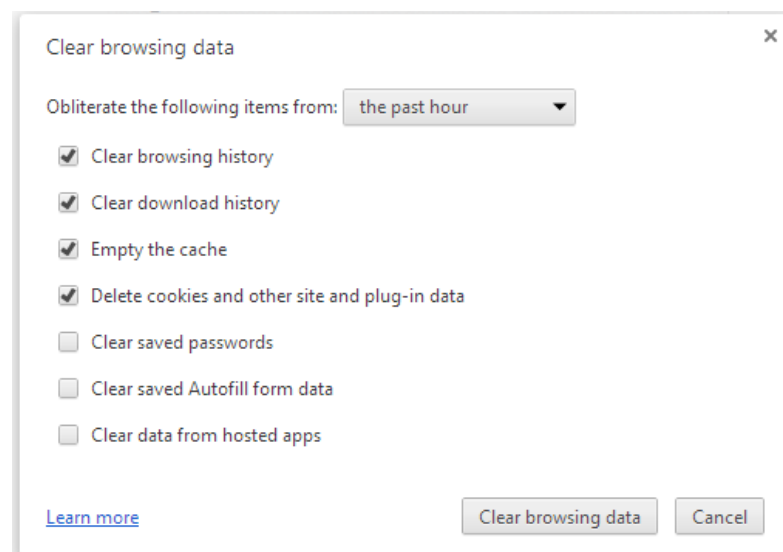 Clear browsing data
Obliterate the following items from: the past hour
Clear browsing history
Clear download history
Empty the cache
Delete cookies and other site and plug-in data
Clear saved passwords
Clear saved Autofill form data
Clear data from hosted apps
Learn more Clear browsing data Cancel